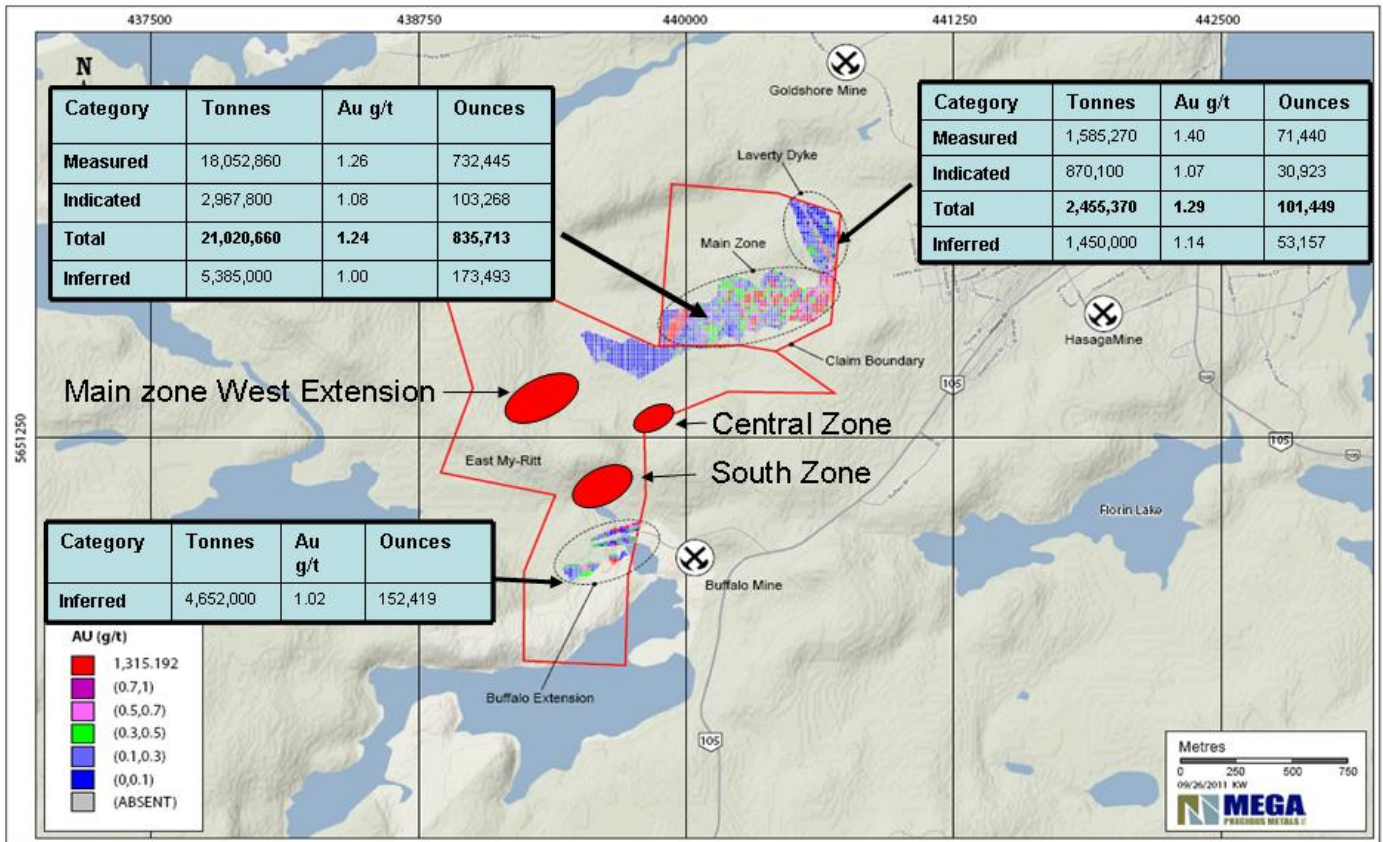 437500 438750 440000 441250 442500
N
Goldshore Mine
Category Tonnes Au g/t Ounces
Measured 18,052,860 1.26 732,445
Indicated 2,967,800 1.08 103,268
Total 21,020,660 1.24 835,713
Inferred 5,385,000 1.00 173,493
Category Tonnes Au g/t Ounces
Measured 1,585,270 1.40 71,440
Indicated 870,100 1.07 30,923
Total 2,455,370 1.29 101,449
Inferred 1,450,000 1.14 53,157
Laverty Dyke
Main Zone
HasagaMine
Claim Boundary
105
Main zone West Extension
Central Zone
5651250
105
East My-Ritt
South Zone
Florin Lake
Category Tonnes Au
g/t Ounces
Inferred 4,652,000 1.02 152,419
Buffalo Mine
Buffalo Extension
105
AU (g/t)
1,315.192
(0.7,1)
(0.5,0.7)
(0.3,0.5)
(0.1,0.3)
(0,0.1)
(ABSENT)
Metres
0 250 500 750
09/26/2011 KW
MEGA
PRECIOUS METALS